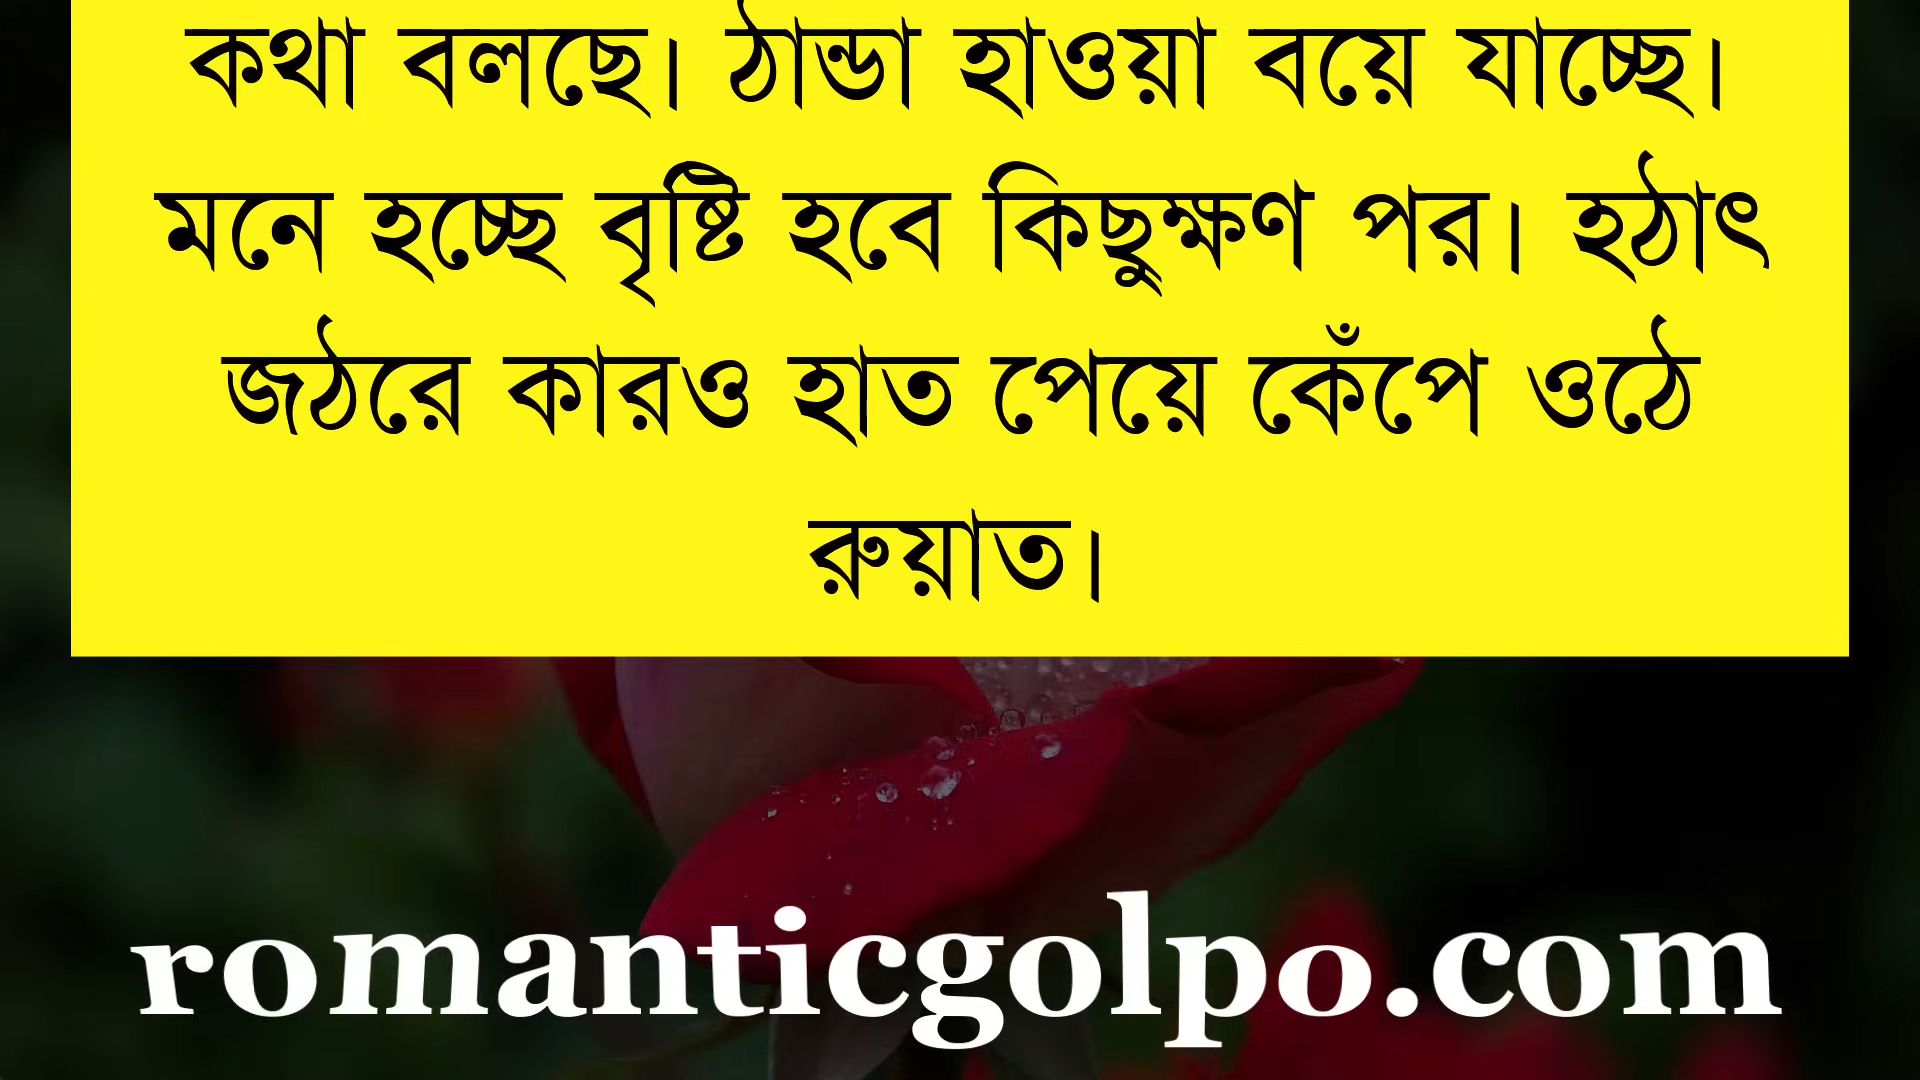 কথা বলছে। ঠান্ডা হাওয়া বয়ে যাচ্ছে।
মনে হচ্ছে বৃষ্টি হবে কিছুক্ষণ পর। হঠাৎ
জঠরে কারও হাত পেয়ে কেঁপে ওঠে
রুয়াত।
romanticgolpo.com